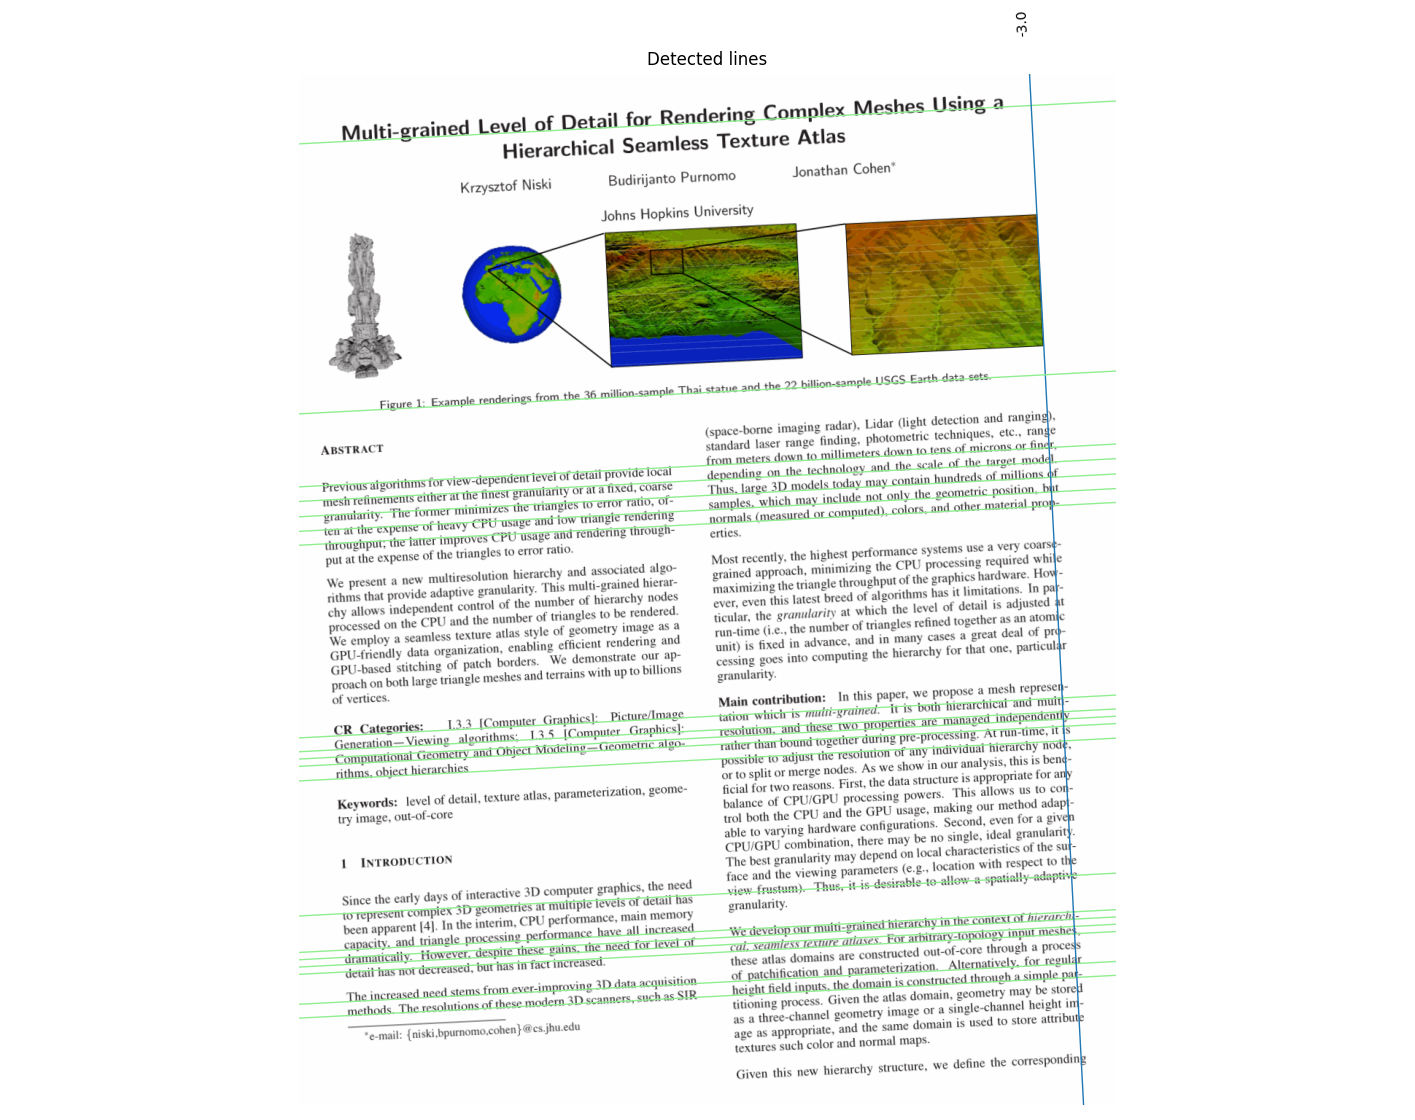 -3.0
Detected lines
Multi-grained Level of Detail for Rendering Complex Meshes Using a
Hierarchical Seamless Texture Atlas
Krzysztof Niski Budirijanto Purnomo Jonathan Cohen*
Johns Hopkins University
Figure 1: Example renderings from the 36 million-sample Thai statue and the 22 billion-sample USGS Earth data sets.
ABSTRACT
Previous algorithms for view-dependent level of detail provide local
mesh refinements either at the finest granularity or at a fixed, coarse
granularity. The former minimizes the triangles to error ratio, of-
ten at the expense of heavy CPU usage and low triangle rendering
throughput; the latter improves CPU usage and rendering through-
put at the expense of the triangles to error ratio.
We present a new multiresolution hierarchy and associated algo-
rithms that provide adaptive granularity. This multi-grained hierar-
chy allows independent control of the number of hierarchy nodes
processed on the CPU and the number of triangles to be rendered.
We employ a seamless texture atlas style of geometry image as a
GPU-friendly data organization, enabling efficient rendering and
GPU-based stitching of patch borders. We demonstrate our ap-
proach on both large triangle meshes and terrains with up to billions
of vertices.
CR Categories: I.3.3 [Computer Graphics]: Picture/Image
Generation—Viewing algorithms; I.3.5 [Computer Graphics]:
Computational Geometry and Object Modeling—Geometric algo-
rithms, object hierarchies
Keywords: level of detail, texture atlas, parameterization, geome-
try image, out-of-core
1 INTRODUCTION
Since the early days of interactive 3D computer graphics, the need
to represent complex 3D geometries at multiple levels of detail has
been apparent [4]. In the interim, CPU performance, main memory
capacity, and triangle processing performance have all increased
dramatically. However, despite these gains, the need for level of
detail has not decreased, but has in fact increased.
The increased need stems from ever-improving 3D data acquisition
methods. The resolutions of these modern 3D scanners, such as SIR
*e-mail: {niski,bpurnomo,cohen}@cs.jhu.edu
(space-borne imaging radar), Lidar (light detection and ranging),
standard laser range finding, photometric techniques, etc., range
from meters down to millimeters down to tens of microns or finer,
depending on the technology and the scale of the target model.
Thus, large 3D models today may contain hundreds of millions of
samples, which may include not only the geometric position, but
normals (measured or computed), colors, and other material prop-
erties.
Most recently, the highest performance systems use a very coarse-
grained approach, minimizing the CPU processing required while
maximizing the triangle throughput of the graphics hardware. How-
ever, even this latest breed of algorithms has it limitations. In par-
ticular, the granularity at which the level of detail is adjusted at
run-time (i.e., the number of triangles refined together as an atomic
unit) is fixed in advance, and in many cases a great deal of pro-
cessing goes into computing the hierarchy for that one, particular
granularity.
Main contribution: In this paper, we propose a mesh represen-
tation which is multi-grained. It is both hierarchical and multi-
resolution, and these two properties are managed independently
rather than bound together during pre-processing. At run-time, it is
possible to adjust the resolution of any individual hierarchy node,
or to split or merge nodes. As we show in our analysis, this is bene-
ficial for two reasons. First, the data structure is appropriate for any
balance of CPU/GPU processing powers. This allows us to con-
trol both the CPU and the GPU usage, making our method adapt-
able to varying hardware configurations. Second, even for a given
CPU/GPU combination, there may be no single, ideal granularity.
The best granularity may depend on local characteristics of the sur-
face and the viewing parameters (e.g., location with respect to the
view frustum). Thus, it is desirable to allow a spatially-adaptive
granularity.
We develop our multi-grained hierarchy in the context of hierarchi-
cal, seamless texture atlases. For arbitrary-topology input meshes,
these atlas domains are constructed out-of-core through a process
of patchification and parameterization. Alternatively, for regular
height field inputs, the domain is constructed through a simple par-
titioning process. Given the atlas domain, geometry may be stored
as a three-channel geometry image or a single-channel height im-
age as appropriate, and the same domain is used to store attribute
textures such color and normal maps.
Given this new hierarchy structure, we define the corresponding